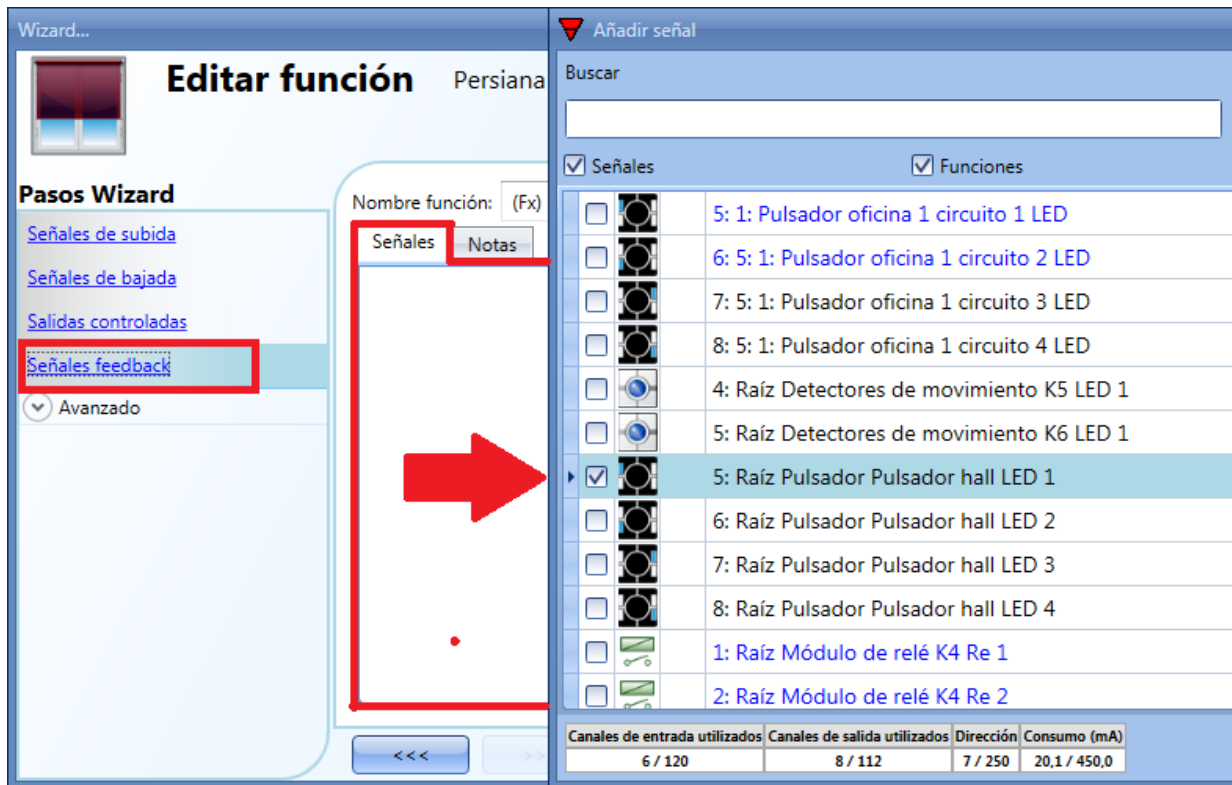 Wizard...
Editar función Persiana
Pasos Wizard
Señales de subida
Señales de bajada
Salidas controladas
Señales feedback
Avanzado
Nombre función: (Fx)
Señales Notas
<<< >>
Añadir señal
Buscar
Señales Funciones
5: 1: Pulsador oficina 1 circuito 1 LED
6: 5: 1: Pulsador oficina 1 circuito 2 LED
7: 5: 1: Pulsador oficina 1 circuito 3 LED
8: 5: 1: Pulsador oficina 1 circuito 4 LED
4: Raíz Detectores de movimiento K5 LED 1
5: Raíz Detectores de movimiento K6 LED 1
5: Raíz Pulsador Pulsador hall LED 1
6: Raíz Pulsador Pulsador hall LED 2
7: Raíz Pulsador Pulsador hall LED 3
8: Raíz Pulsador Pulsador hall LED 4
1: Raíz Módulo de relé K4 Re 1
2: Raíz Módulo de relé K4 Re 2
Canales de entrada utilizados Canales de salida utilizados Dirección Consumo (mA)
6 / 120 8 / 112 7 / 250 20,1 / 450,0